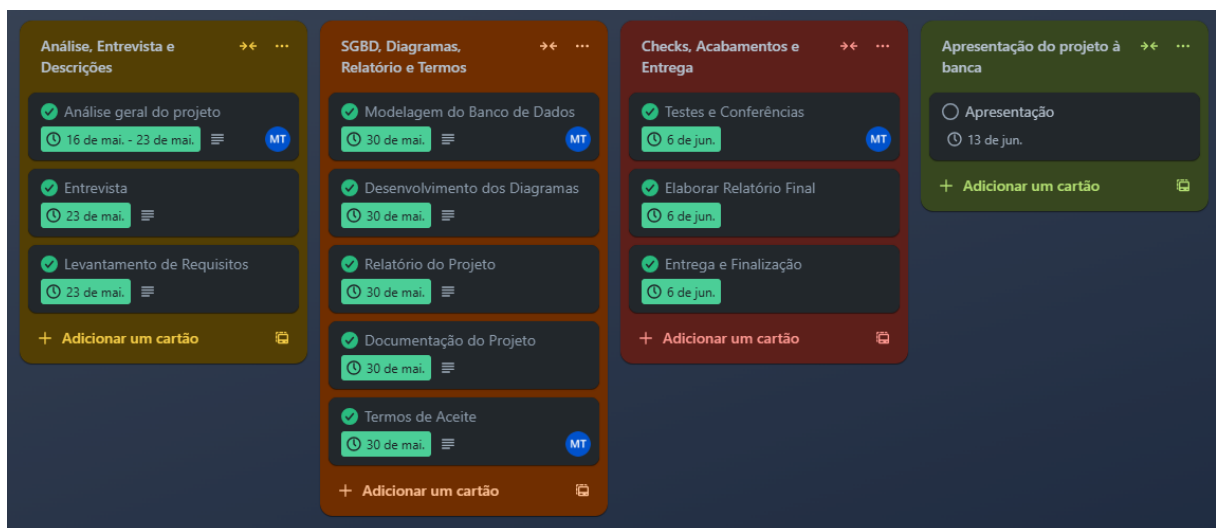 Análise, Entrevista e
Descrições
Análise geral do projeto
16 de mai. - 23 de mai.
MT
Entrevista
23 de mai.
Levantamento de Requisitos
23 de mai.
+ Adicionar um cartão
SGBD, Diagramas,
Relatório e Termos
Modelagem do Banco de Dados
30 de mai.
MT
Desenvolvimento dos Diagramas
30 de mai.
Relatório do Projeto
30 de mai.
Documentação do Projeto
30 de mai.
Termos de Aceite
30 de mai.
MT
+ Adicionar um cartão
Checks, Acabamentos e
Entrega
Testes e Conferências
6 de jun.
MT
Elaborar Relatório Final
6 de jun.
Entrega e Finalização
6 de jun.
+ Adicionar um cartão
Apresentação do projeto à
banca
Apresentação
13 de jun.
+ Adicionar um cartão